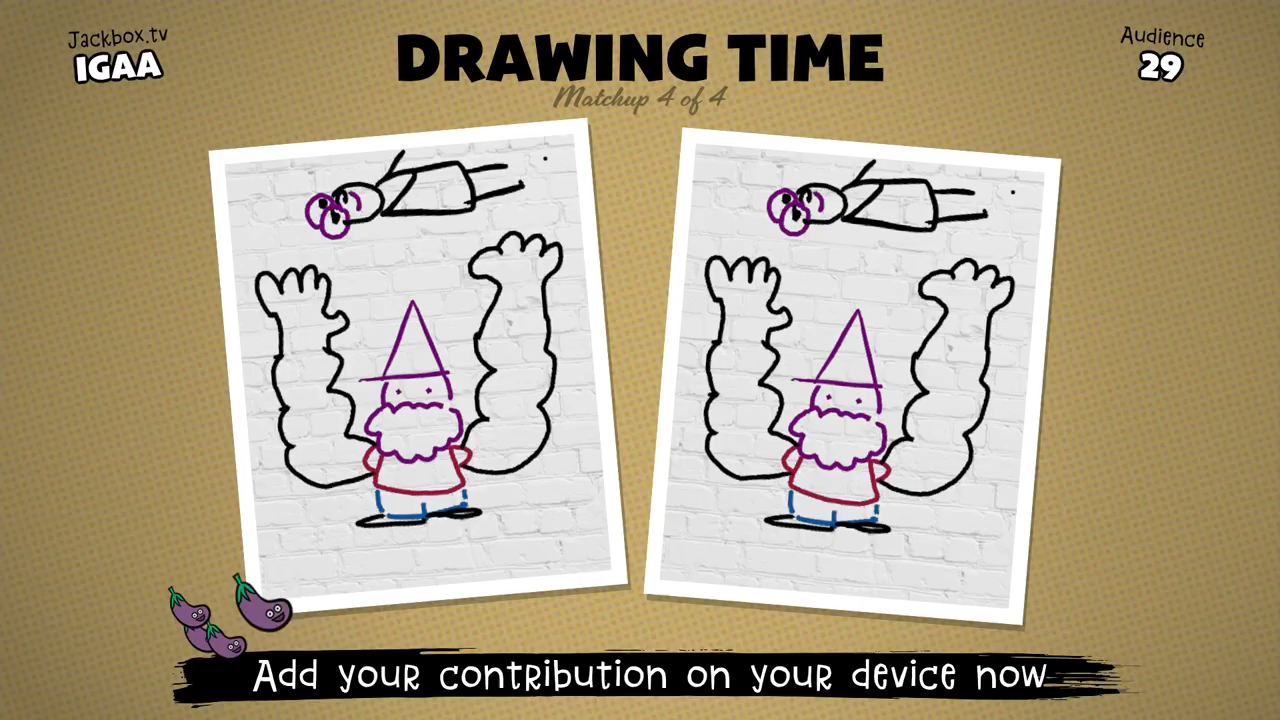 Jackbox.tv
IGAA
DRAWING TIME
Matchup 4 of 4
Audience
29
Add your contribution on your device now